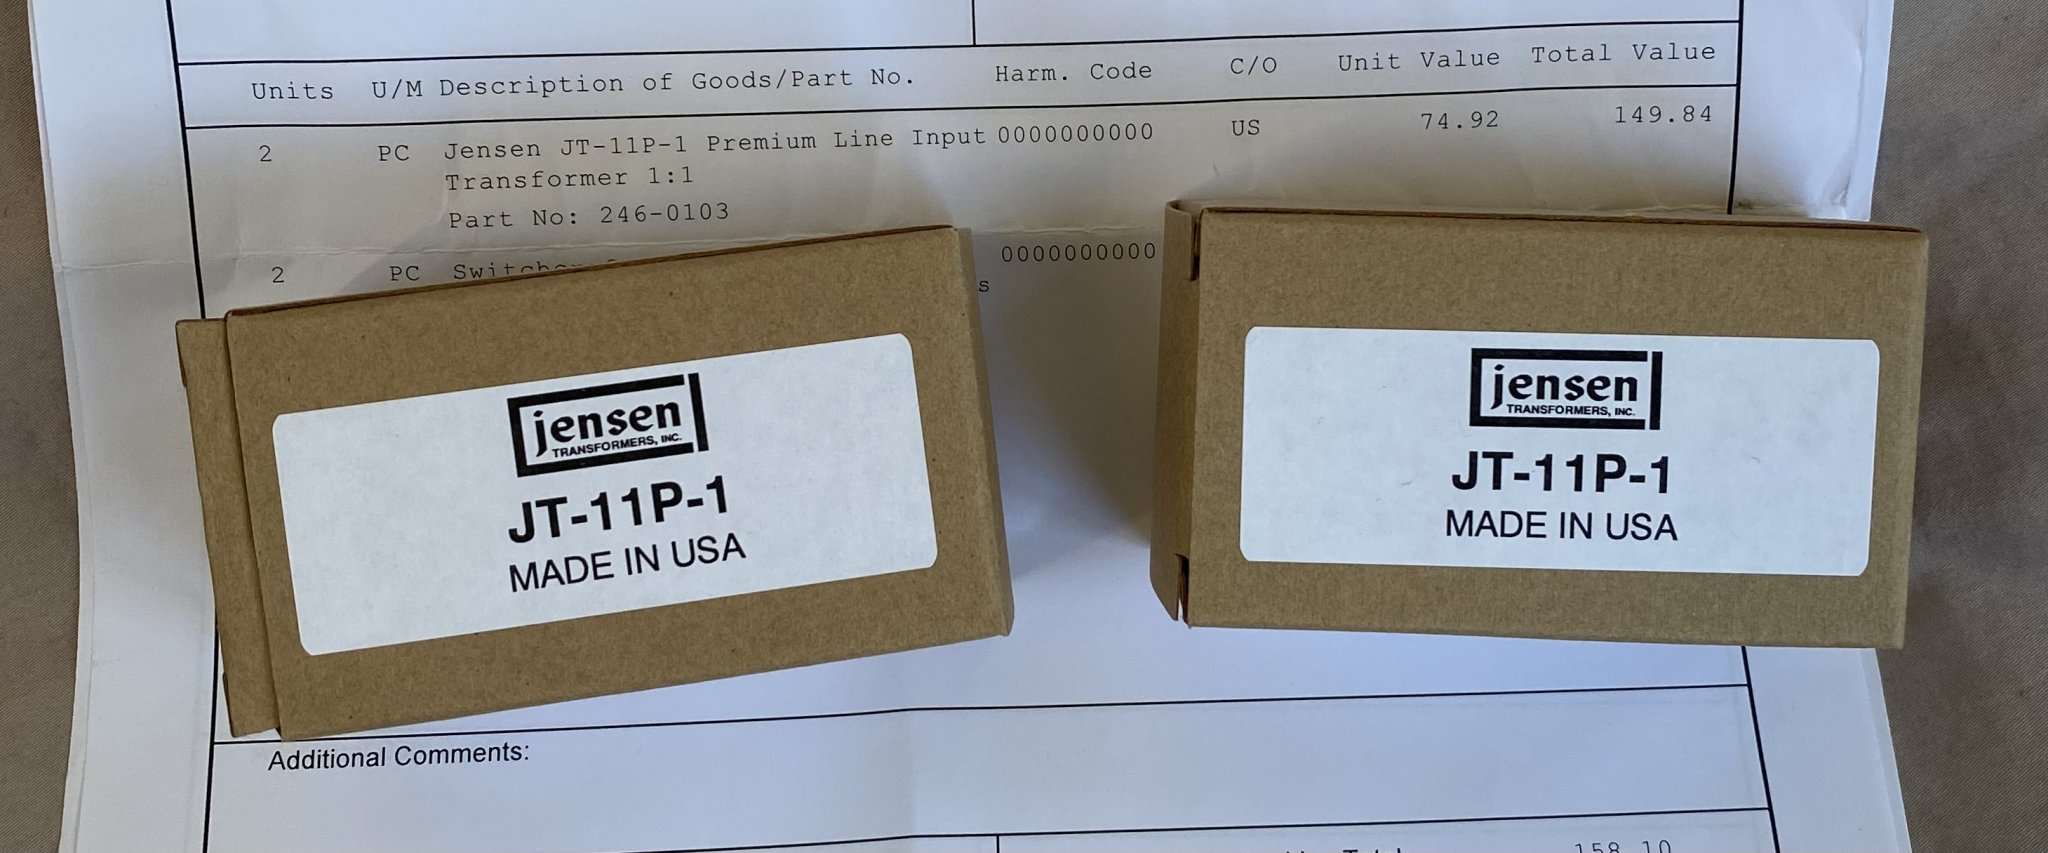 Units U/M Description of Goods/Part No. Harm. Code C/O Unit Value Total Value
2 PC Jensen JT-11P-1 Premium Line Input 0000000000 US 74.92 149.84
Transformer 1:1
Part No: 246-0103
2 PC 0000000000
s
jensen
TRANSFORMERS, INC.
JT-11P-1
MADE IN USA
jensen
TRANSFORMERS, INC.
JT-11P-1
MADE IN USA
Additional Comments:
158.10